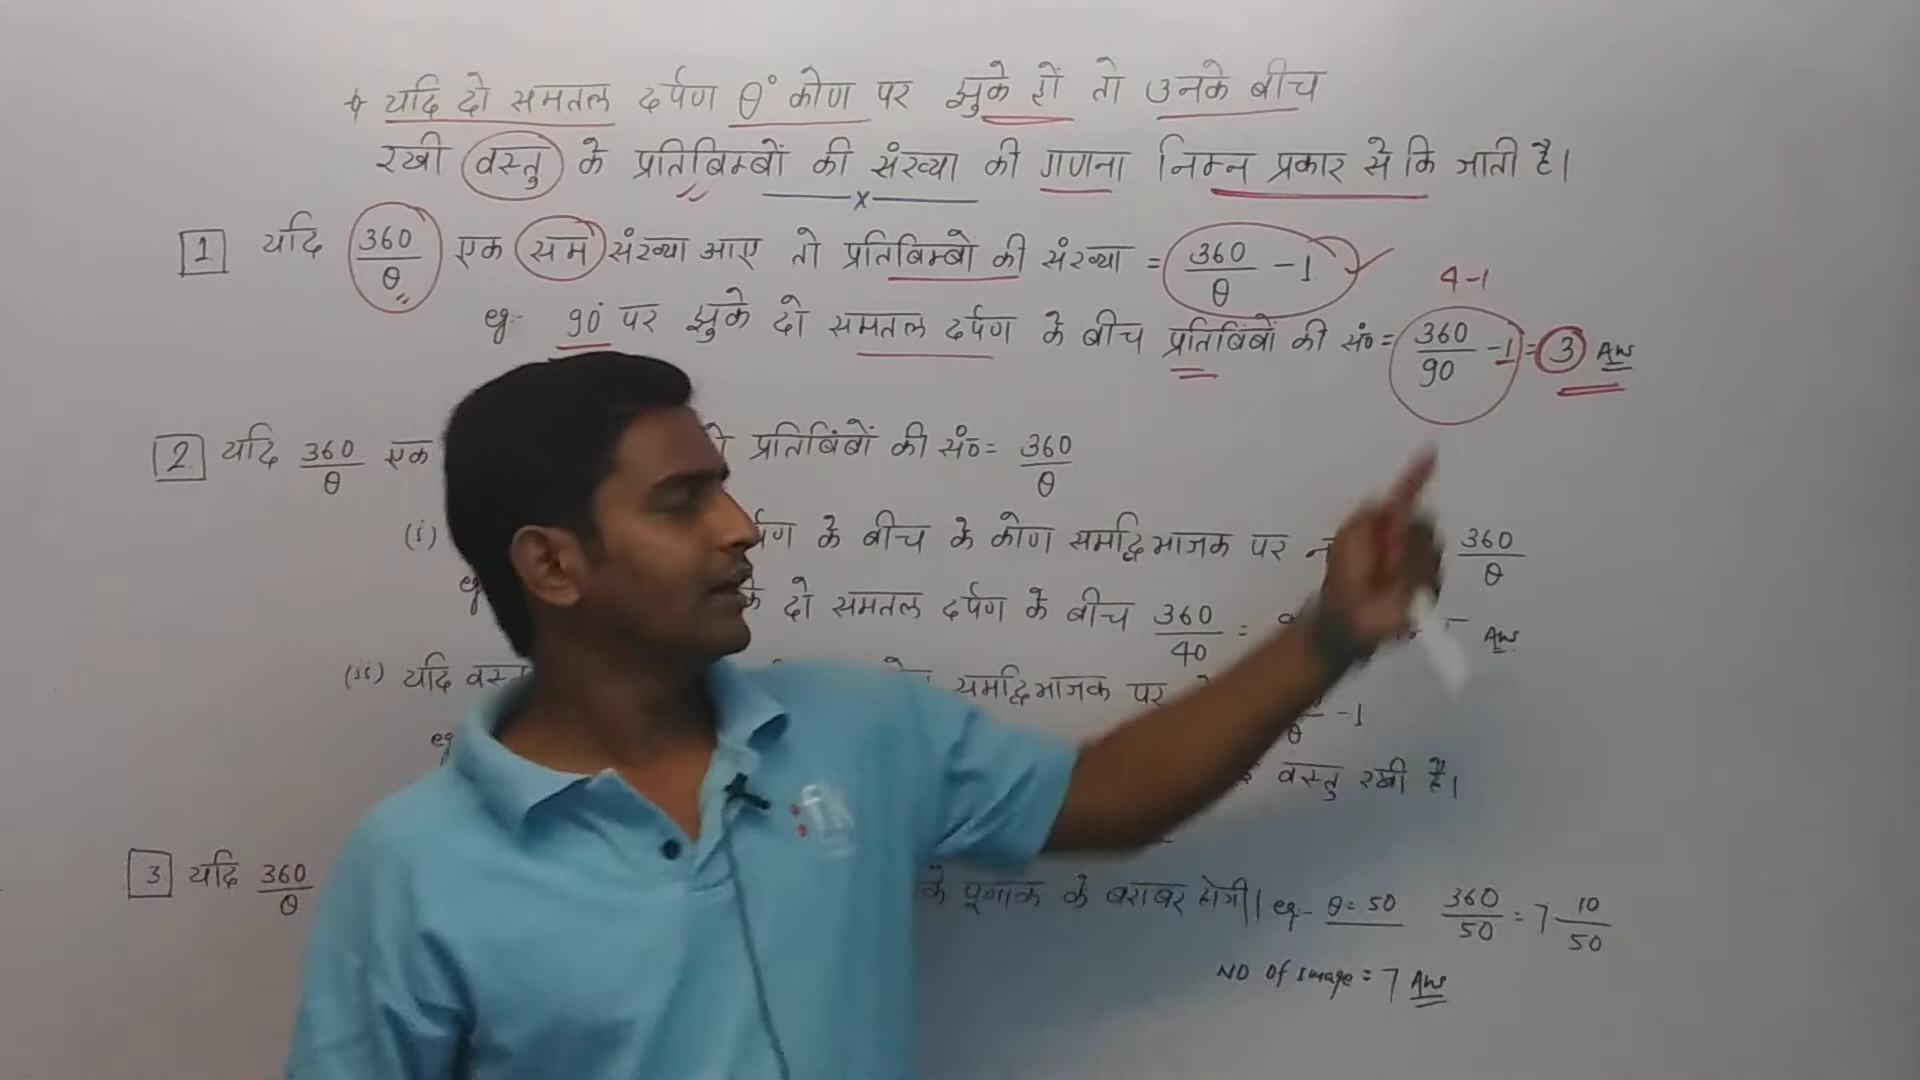 * यदि दो समतल दर्पण θ° कोण पर झुके हों तो उनके बीच
रखी वस्तु के प्रतिबिम्बों की संख्या की गणना निम्न प्रकार से कि जाती है।
1 यदि 360/θ एक सम संख्या आए तो प्रतिबिम्बो की संख्या = 360/θ - 1
4-1
eg- 90° पर झुके दो समतल दर्पण के बीच प्रतिबिंबों की सं० = 360/90 - 1 = 3 Ans
2 यदि 360/θ एक प्रतिबिंबों की सं० = 360/θ
(i) के बीच के कोण समद्विभाजक पर 360/θ
दो समतल दर्पण के बीच 360/40 = Ans
(ii) यदि समद्विभाजक पर θ - 1
eg वस्तु रखी है।
3 यदि 360/θ के पूर्णांक के बराबर होगी। eg- θ = 50 360/50 = 7 10/50
NO Of image = 7 Ans